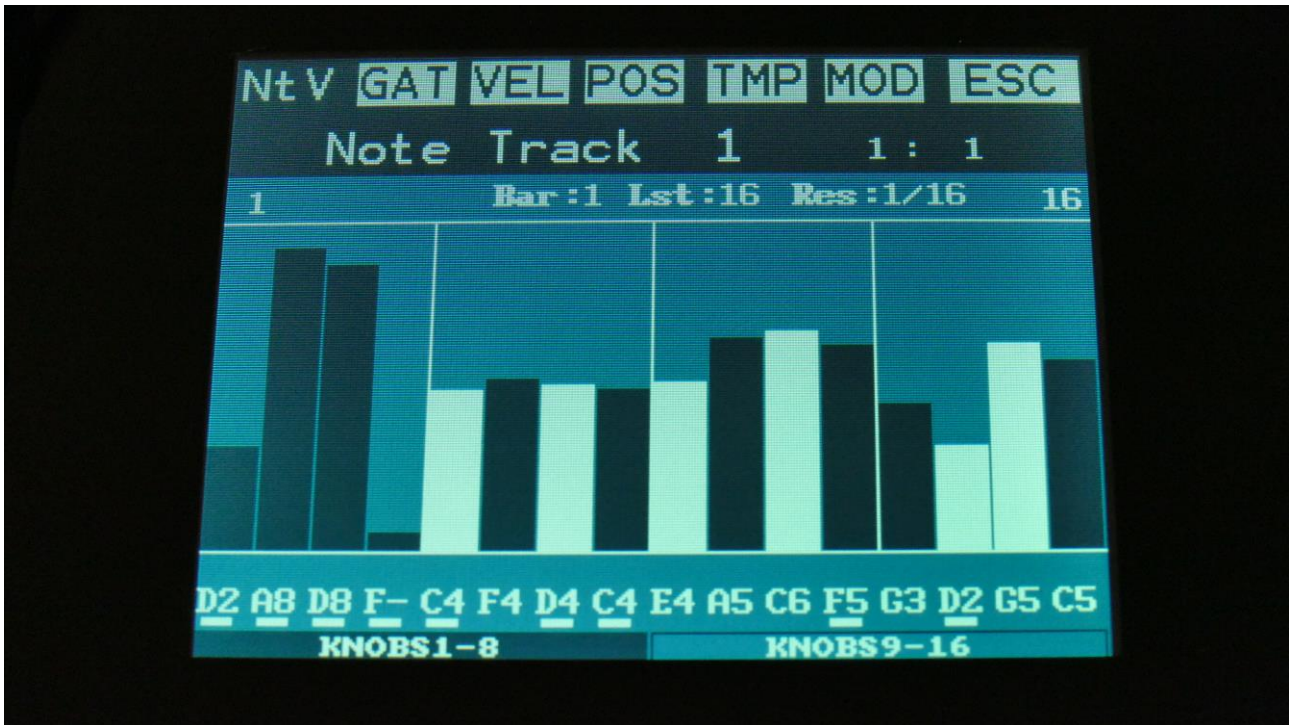 NtV GAT VEL POS TMP MOD ESC
Note Track 1 1: 1
1 Bar:1 Lst:16 Res:1/16 16
D2 A8 D8 F- C4 F4 D4 C4 E4 A5 C6 F5 G3 D2 G5 C5
KNOBS1-8 KNOBS9-16